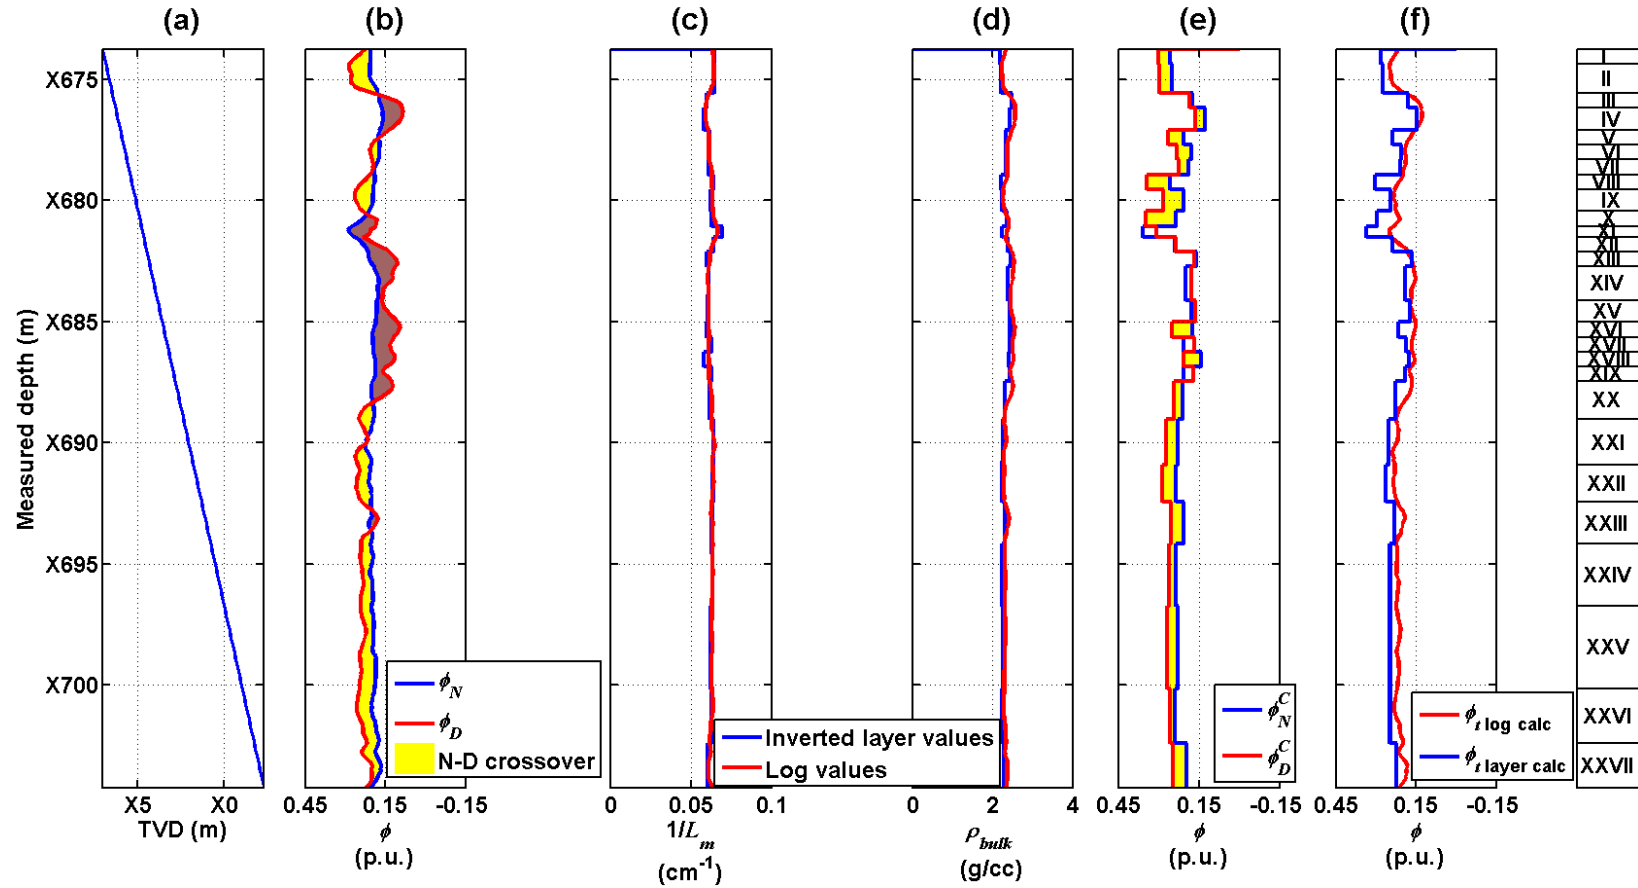 (a) (b) (c) (d) (e) (f)
Measured depth (m)
X675
X680
X685
X690
X695
X700
X5 X0
TVD (m)
0.45 0.15 -0.15
ϕ
(p.u.)
ϕN
ϕD
N-D crossover
0 0.05 0.1
1/Lm
(cm-1)
Inverted layer values
Log values
0 2 4
ρbulk
(g/cc)
0.45 0.15 -0.15
ϕ
(p.u.)
ϕNC
ϕDC
0.45 0.15 -0.15
ϕ
(p.u.)
ϕt log calc
ϕt layer calc
I
II
III
IV
V
VI
VII
VIII
IX
X
XI
XII
XIII
XIV
XV
XVI
XVII
XVIII
XIX
XX
XXI
XXII
XXIII
XXIV
XXV
XXVI
XXVII